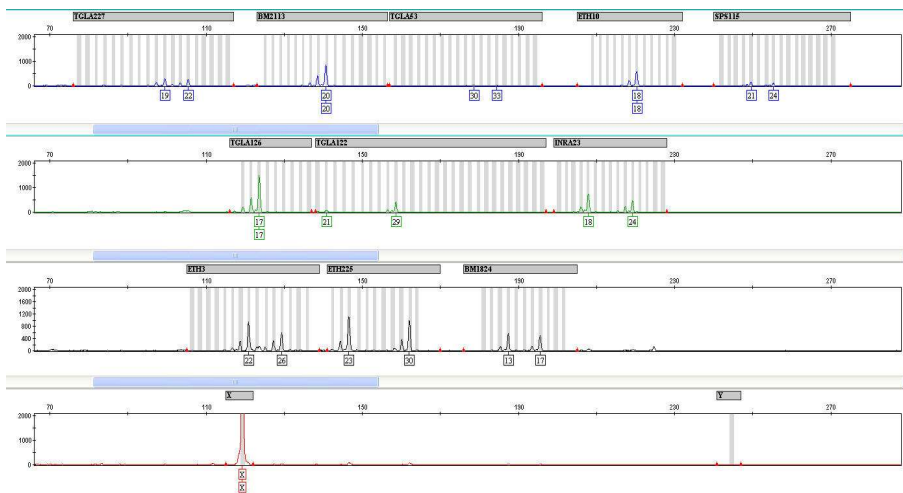 TGLA227 BM2113 TGLA53 ETH10 SPS115
70 110 150 190 230 270
2000
1000
0
19 22 20 30 33 18 21 24
20 18
TGLA126 TGLA122 INRA23
70 110 150 190 230 270
2000
1000
0
17 21 29 18 24
17
ETH3 ETH225 BM1824
70 110 150 190 230 270
2000
1600
1200
800
400
0
22 26 23 30 13 17
X Y
70 110 150 190 230 270
2000
1000
0
X
X